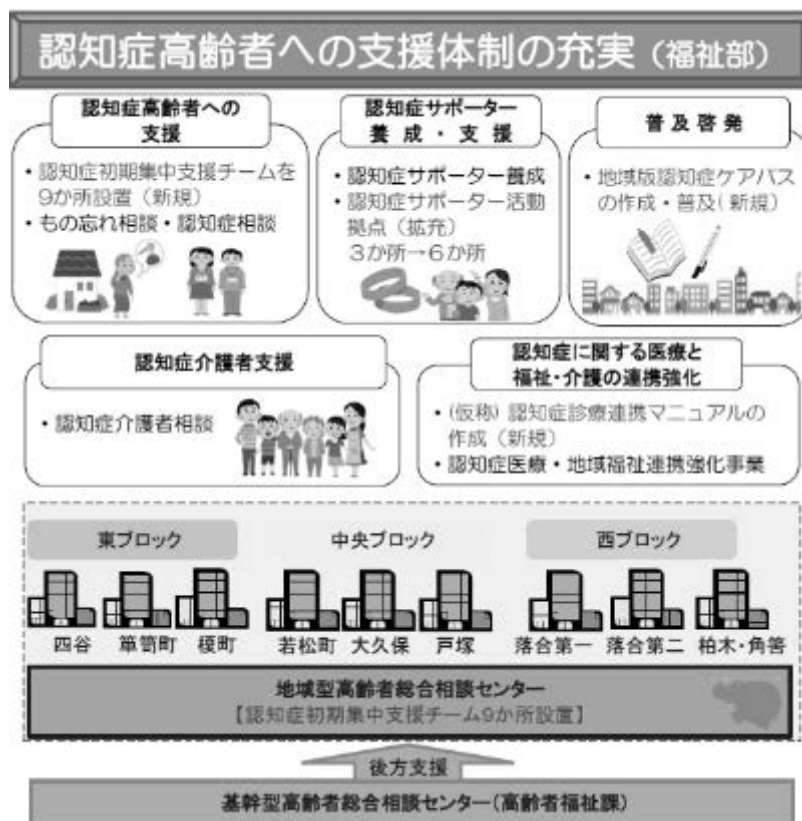 認知症高齢者への支援体制の充実（福祉部）
認知症高齢者への
支援
・認知症初期集中支援チームを
9か所設置（新規）
・もの忘れ相談・認知症相談
認知症サポーター
養成・支援
・認知症サポーター養成
・認知症サポーター活動
拠点（拡充）
3か所→6か所
普及啓発
・地域版認知症ケアパス
の作成・普及(新規)
認知症介護者支援
・認知症介護者相談
認知症に関する医療と
福祉・介護の連携強化
・(仮称)認知症診療連携マニュアルの
作成（新規）
・認知症医療・地域福祉連携強化事業
東ブロック
中央ブロック
西ブロック
四谷 箪笥町 榎町 若松町 大久保 戸塚 落合第一 落合第二 柏木・角筈
地域型高齢者総合相談センター
【認知症初期集中支援チーム9か所設置】
後方支援
基幹型高齢者総合相談センター(高齢者福祉課)